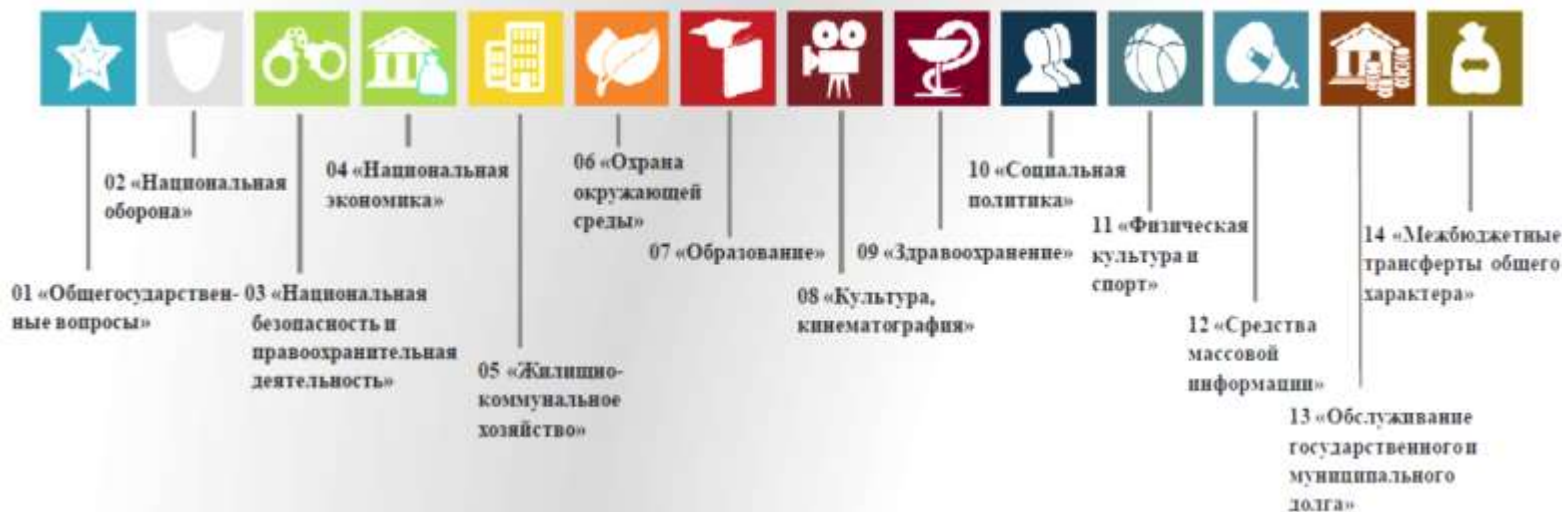 01 «Общегосударствен-
ные вопросы»
02 «Национальная
оборона»
03 «Национальная
безопасность и
правоохранительная
деятельность»
04 «Национальная
экономика»
05 «Жилищно-
коммунальное
хозяйство»
06 «Охрана
окружающей
среды»
07 «Образование»
08 «Культура,
кинематография»
09 «Здравоохранение»
10 «Социальная
политика»
11 «Физическая
культура и
спорт»
12 «Средства
массовой
информации»
13 «Обслуживание
государственного и
муниципального
долга»
14 «Межбюджетные
трансферты общего
характера»